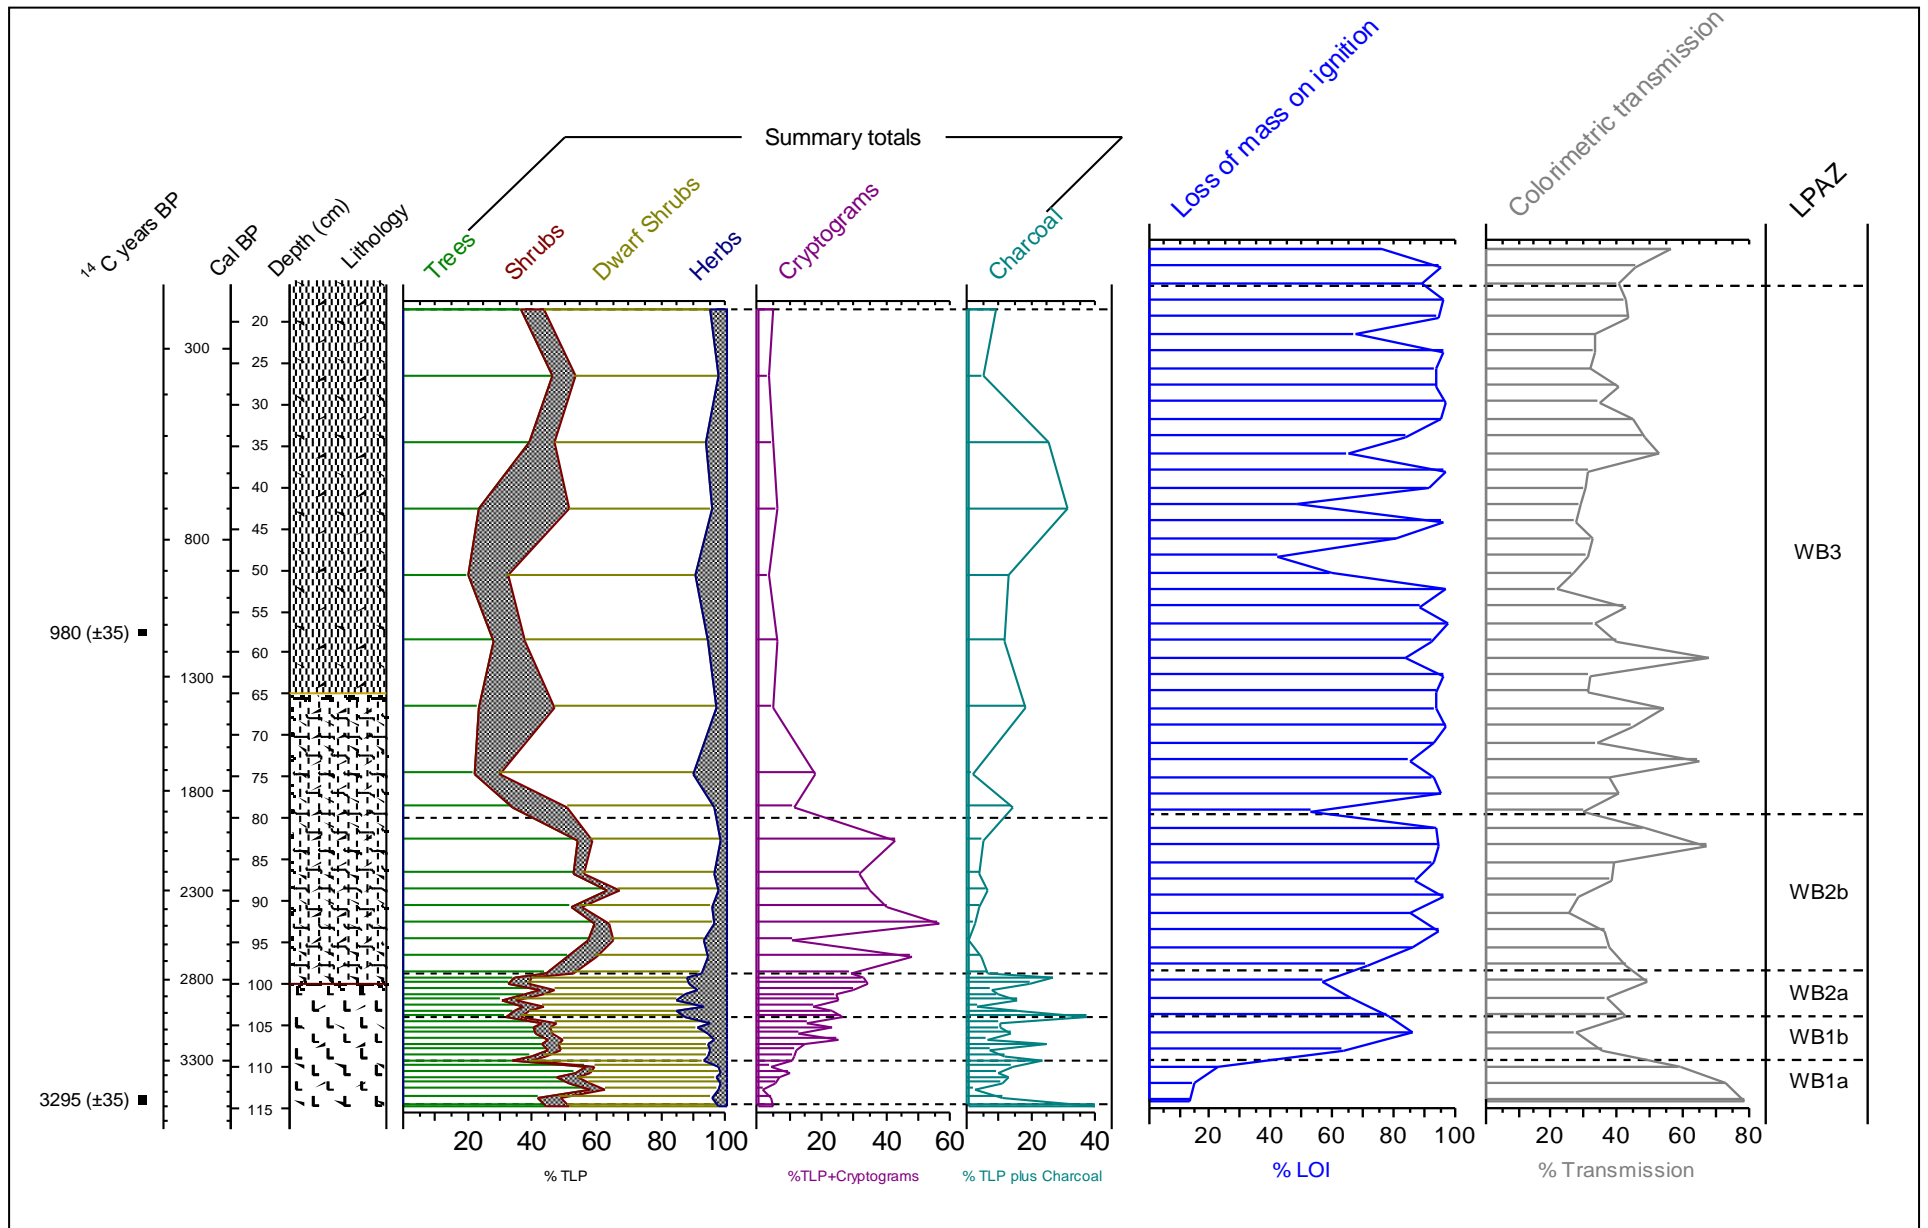 Summary totals
¹⁴ C years BP
Cal BP
Depth (cm)
Lithology
Trees
Shrubs
Dwarf Shrubs
Herbs
Cryptograms
Charcoal
Loss of mass on ignition
Colorimetric transmission
LPAZ
980 (±35)
3295 (±35)
300
800
1300
1800
2300
2800
3300
20
25
30
35
40
45
50
55
60
65
70
75
80
85
90
95
100
105
110
115
WB3
WB2b
WB2a
WB1b
WB1a
20 40 60 80 100
20 40 60
20 40
20 40 60 80 100
20 40 60 80
% TLP
%TLP+Cryptograms
% TLP plus Charcoal
% LOI
% Transmission